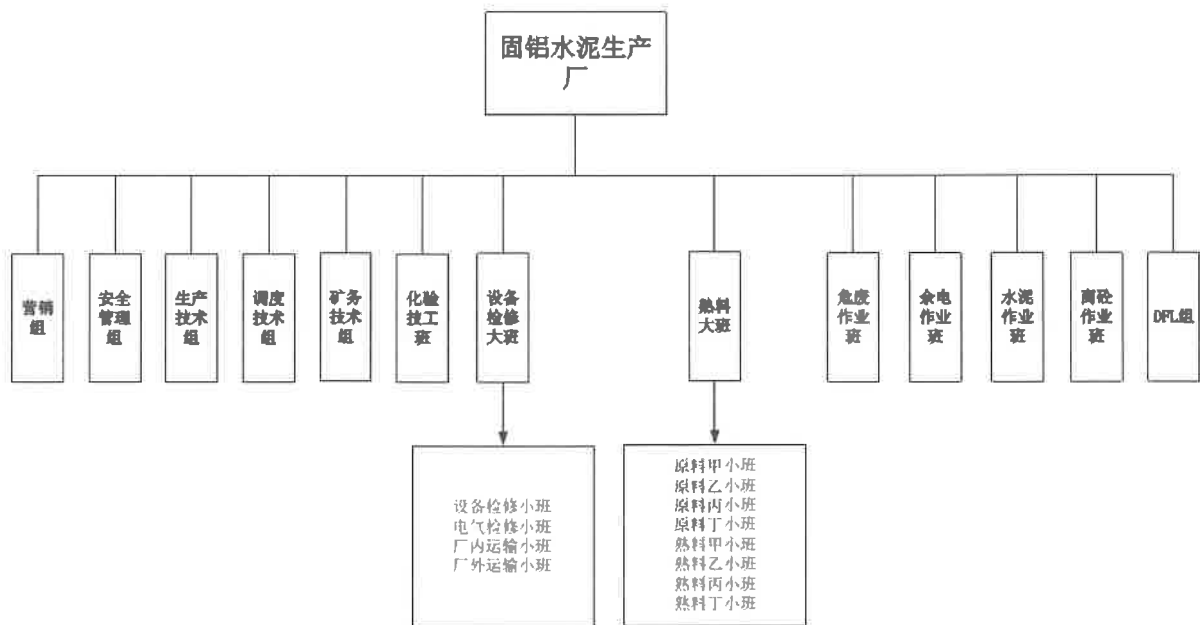 固铝水泥生产
厂
营销
组
安全
管理
组
生产
技术
组
调度
技术
组
矿务
技术
组
化验
技工
班
设备
检修
大班
熟料
大班
危废
作业
班
余电
作业
班
水泥
作业
班
商砼
作业
班
DFL组
设备检修小班
电气检修小班
厂内运输小班
厂外运输小班
原料甲小班
原料乙小班
原料丙小班
原料丁小班
熟料甲小班
熟料乙小班
熟料丙小班
熟料丁小班